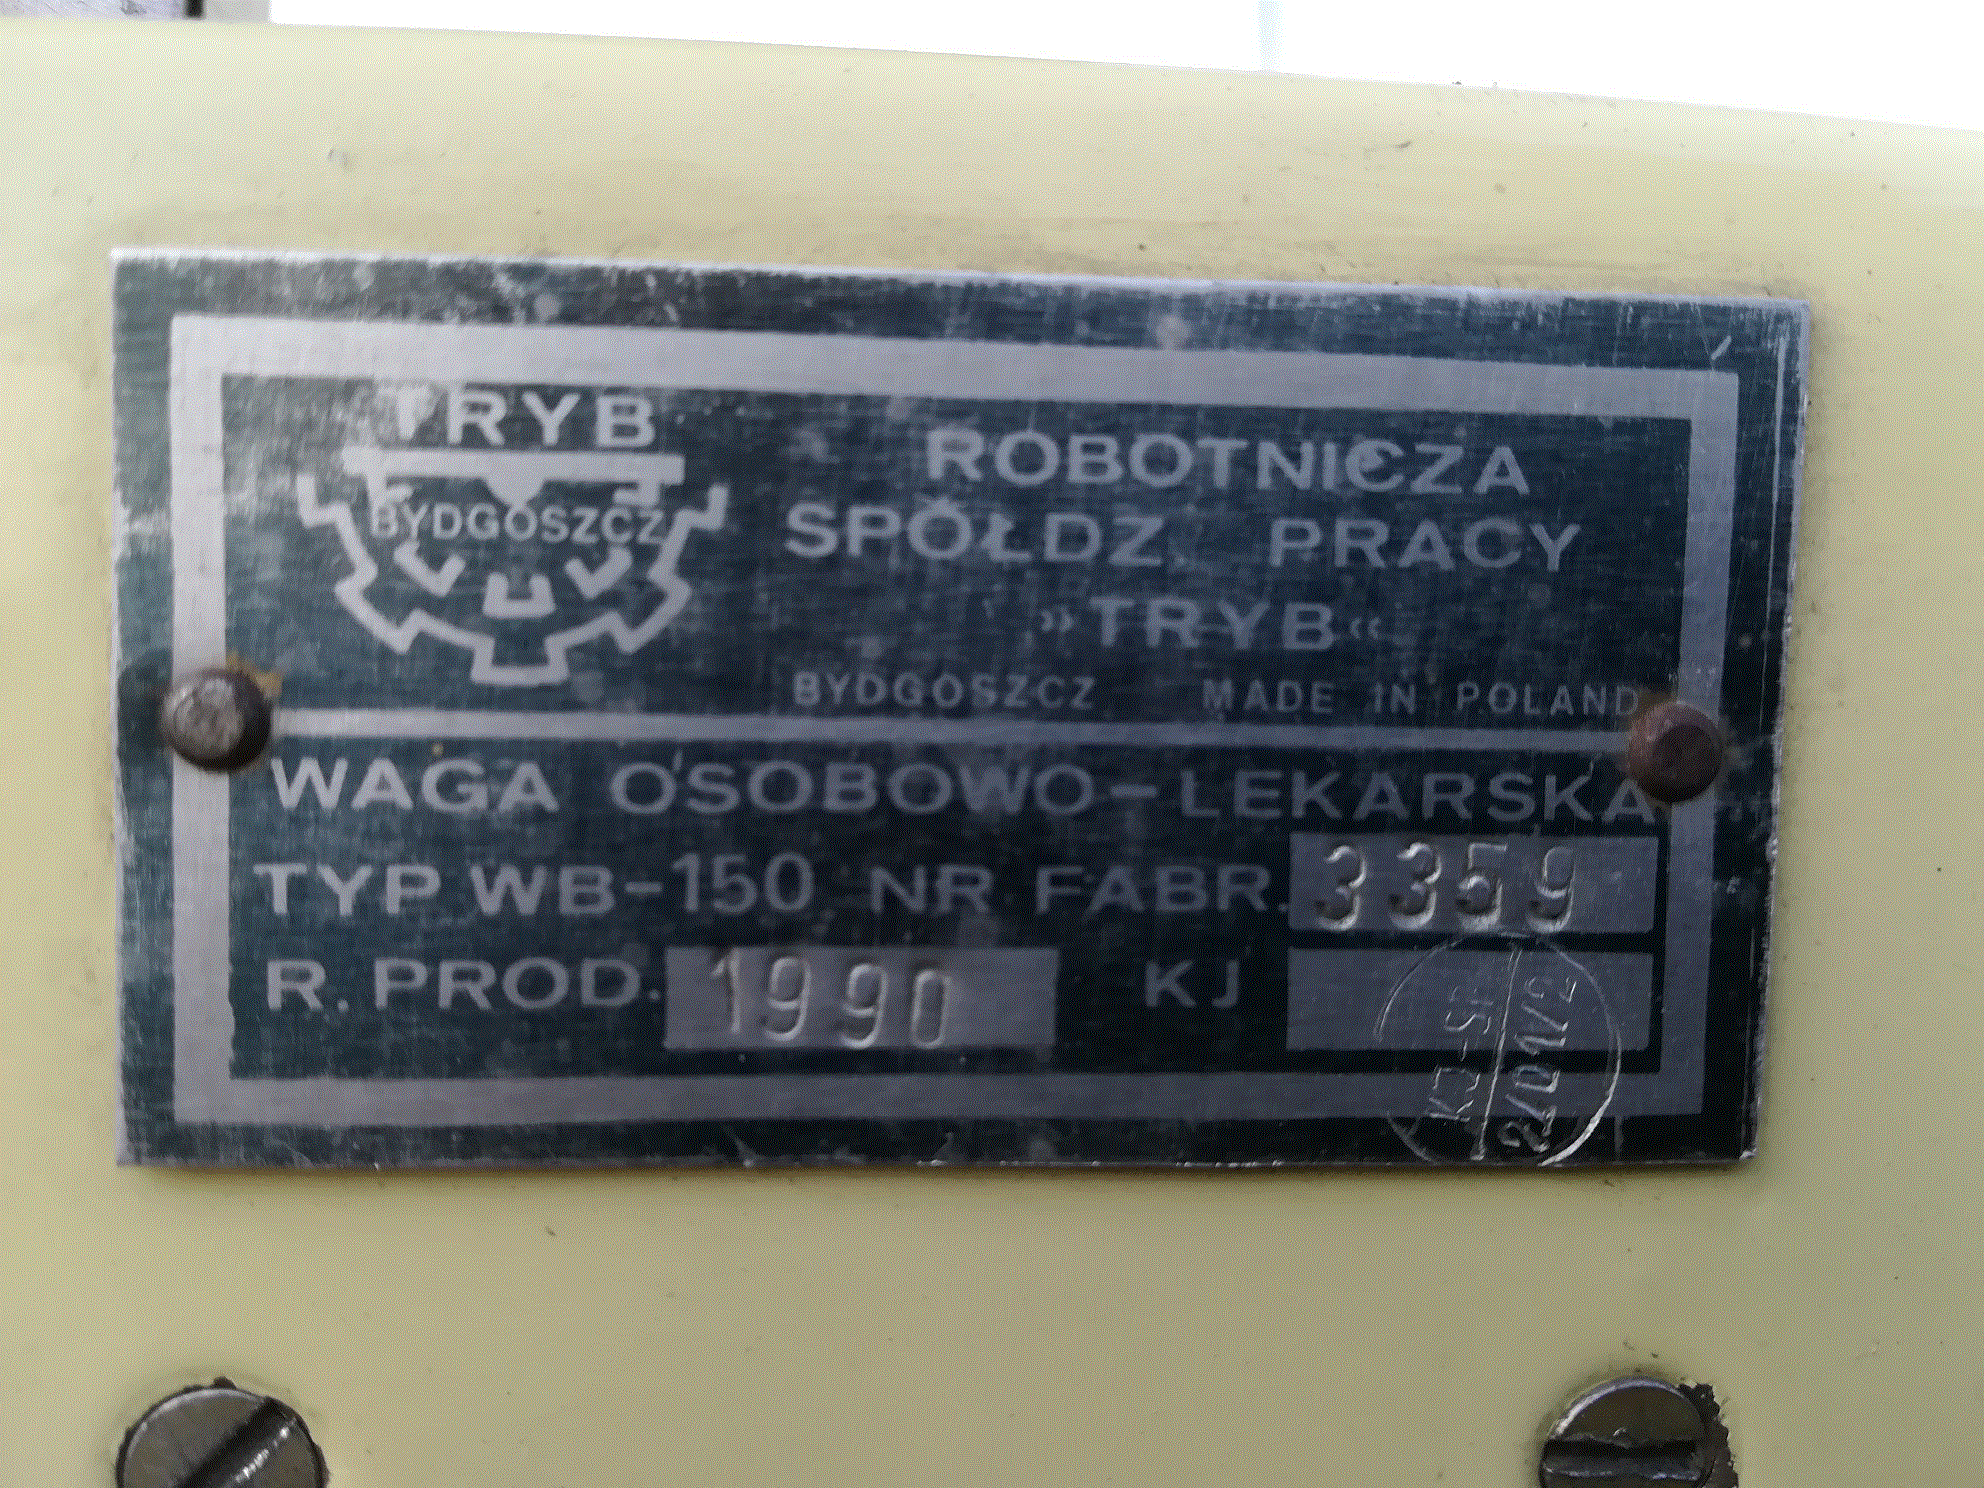 TRYB
BYDGOSZCZ
ROBOTNICZA
SPÓŁDZ. PRACY
»TRYB«
BYDGOSZCZ MADE IN POLAND
WAGA OSOBOWO-LEKARSKA
TYP WB-150 NR FABR. 3359
R. PROD. 1990 KJ